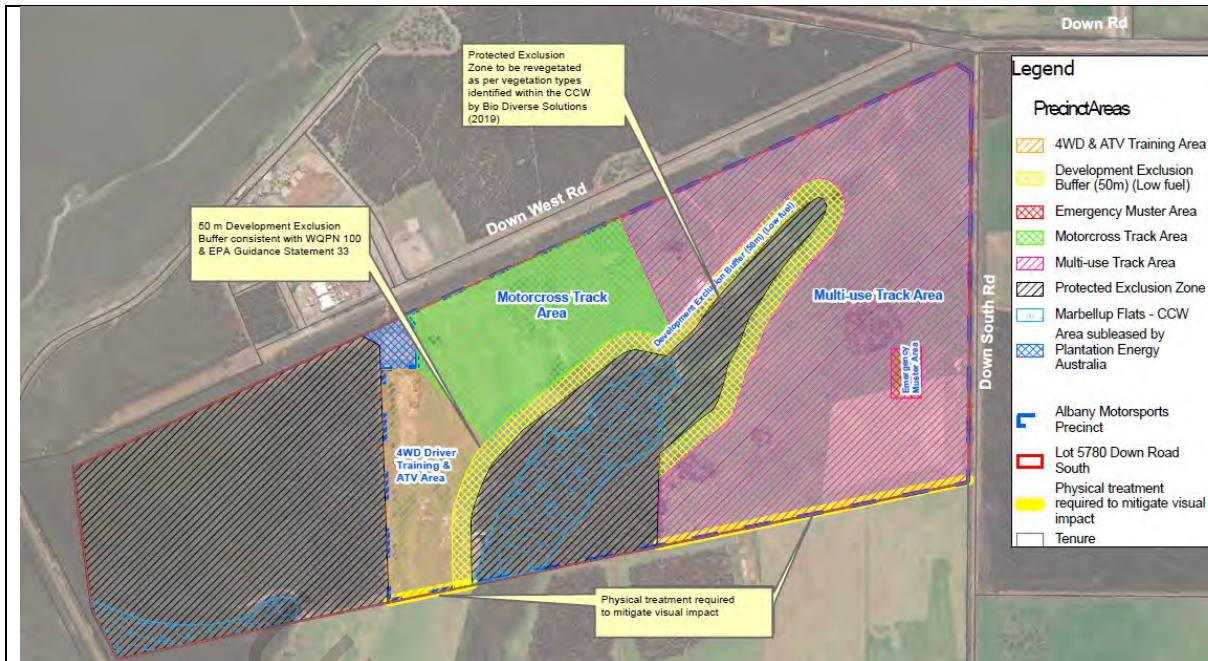 Down Rd
Protected Exclusion
Zone to be revegetated
as per vegetation types
identified within the CCW
by Bio Diverse Solutions
(2019)
Down West Rd
50 m Development Exclusion
Buffer consistent with WQPN 100
& EPA Guidance Statement 33
Development Exclusion Buffer (50m) (Low fuel)
Motorcross Track
Area
Multi-use Track Area
Emergency
Muster Area
Down South Rd
4WD Driver
Training &
ATV Area
Physical treatment required
to mitigate visual impact
Legend
PrecinctAreas
4WD & ATV Training Area
Development Exclusion
Buffer (50m) (Low fuel)
Emergency Muster Area
Motorcross Track Area
Multi-use Track Area
Protected Exclusion Zone
Marbellup Flats - CCW
Area subleased by
Plantation Energy
Australia
Albany Motorsports
Precinct
Lot 5780 Down Road
South
Physical treatment
required to mitigate visual
impact
Tenure